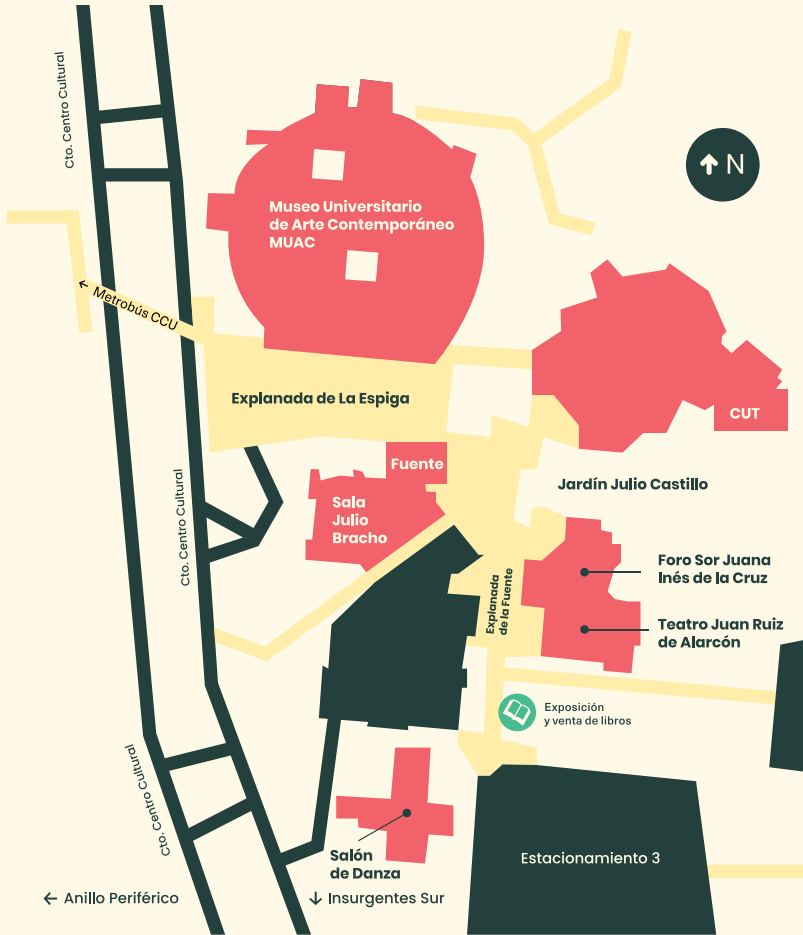 Cto. Centro Cultural
N
Museo Universitario
de Arte Contemporáneo
MUAC
← Metrobús CCU
Explanada de La Espiga
CUT
Fuente
Jardín Julio Castillo
Sala
Julio
Bracho
Cto. Centro Cultural
Foro Sor Juana
Inés de la Cruz
Explanada
de la Fuente
Teatro Juan Ruiz
de Alarcón
Exposición
y venta de libros
Cto. Centro Cultural
Salón
de Danza
Estacionamiento 3
← Anillo Periférico
↓ Insurgentes Sur